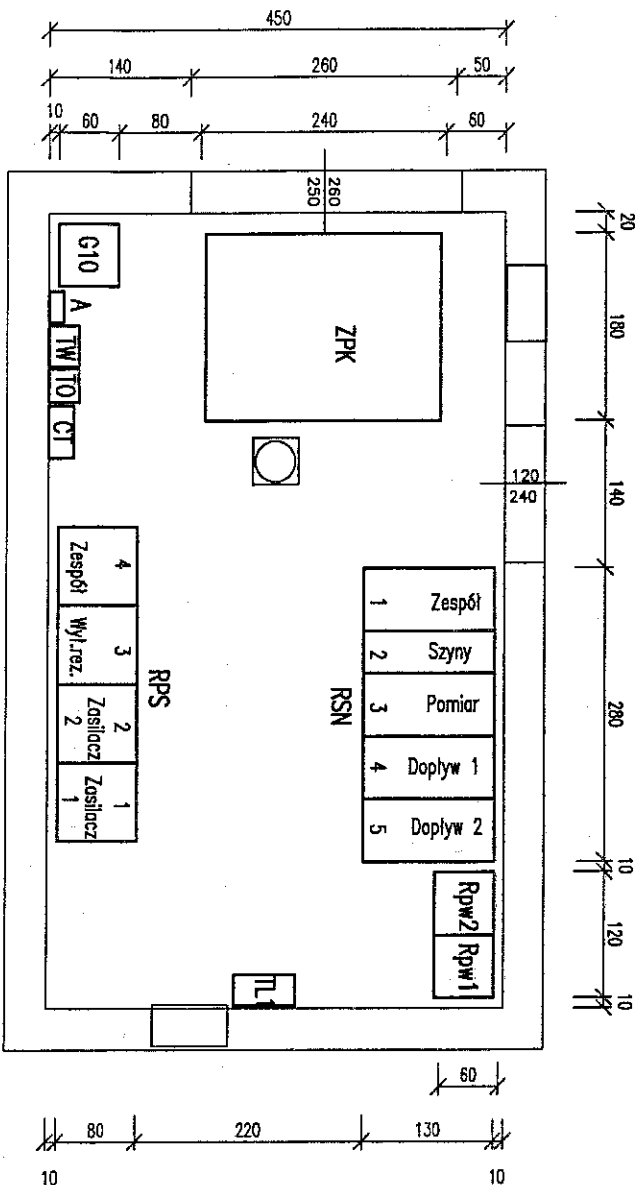 450
140
260
50
10
60
80
240
60
260
250
20
G10
180
A
ZPK
TW
TO
CT
120
240
140
4
Zespół
1
Zespół
3
Wył.rez.
RPS
RSN
2
Szyny
280
3
Pomiar
2
Zasilacz
2
4
Dopływ 1
1
Zasilacz
1
5
Dopływ 2
10
Rpw2
120
Rpw1
TL1
10
60
80
220
130
10
10